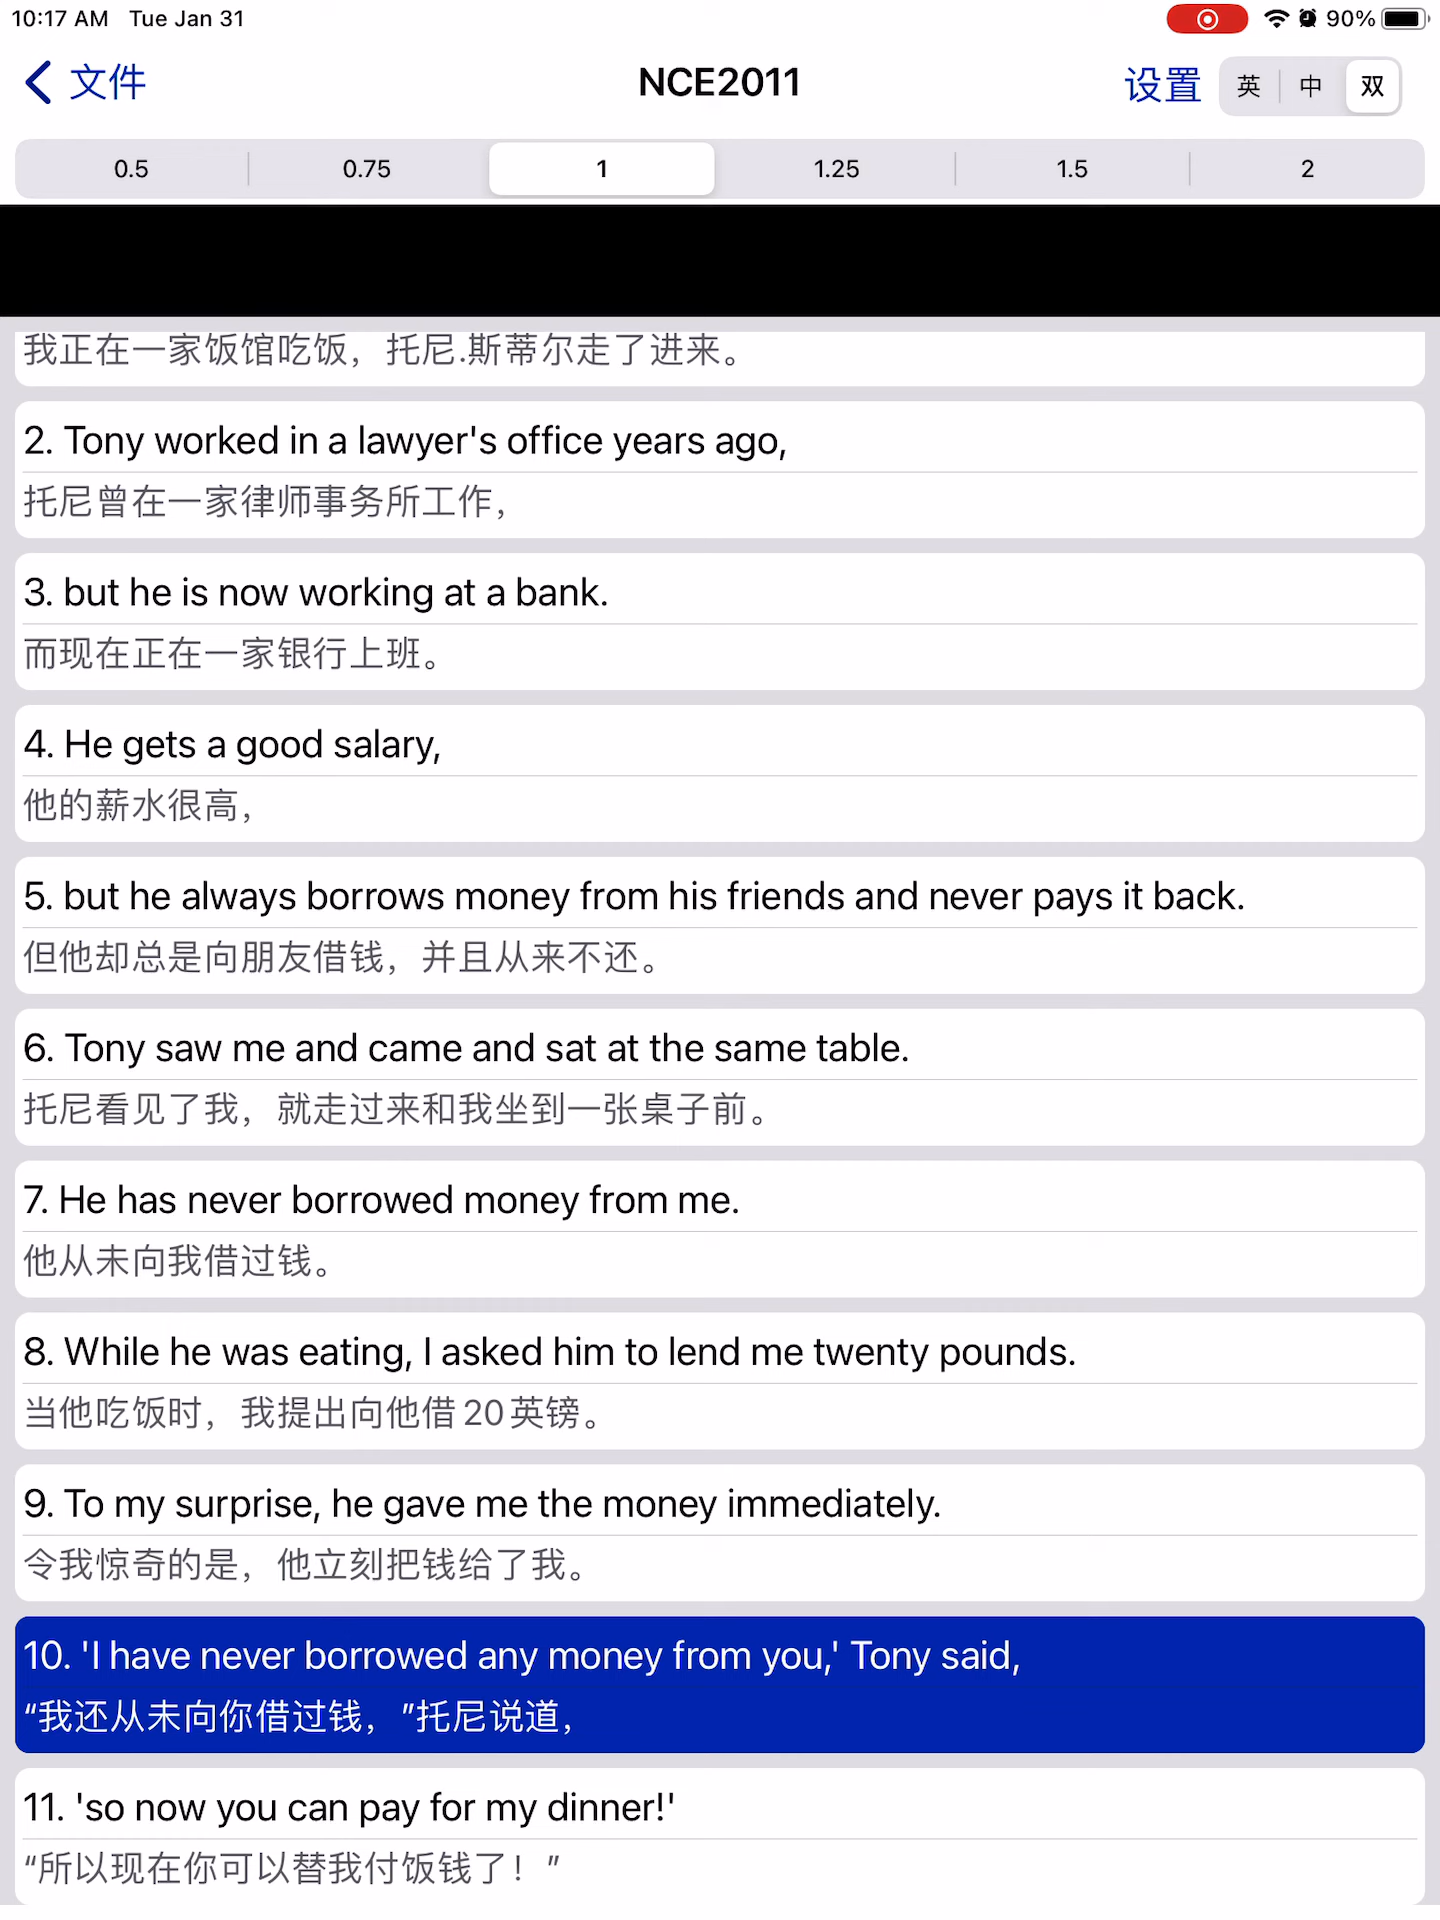 10:17 AM Tue Jan 31 90%
文件 NCE2011 设置 英 中 双
0.5 0.75 1 1.25 1.5 2
我正在一家饭馆吃饭，托尼.斯蒂尔走了进来。
2. Tony worked in a lawyer's office years ago,
托尼曾在一家律师事务所工作，
3. but he is now working at a bank.
而现在正在一家银行上班。
4. He gets a good salary,
他的薪水很高，
5. but he always borrows money from his friends and never pays it back.
但他却总是向朋友借钱，并且从来不还。
6. Tony saw me and came and sat at the same table.
托尼看见了我，就走过来和我坐到一张桌子前。
7. He has never borrowed money from me.
他从未向我借过钱。
8. While he was eating, I asked him to lend me twenty pounds.
当他吃饭时，我提出向他借20英镑。
9. To my surprise, he gave me the money immediately.
令我惊奇的是，他立刻把钱给了我。
10. 'I have never borrowed any money from you,' Tony said,
“我还从未向你借过钱，”托尼说道，
11. 'so now you can pay for my dinner!'
“所以现在你可以替我付饭钱了！”